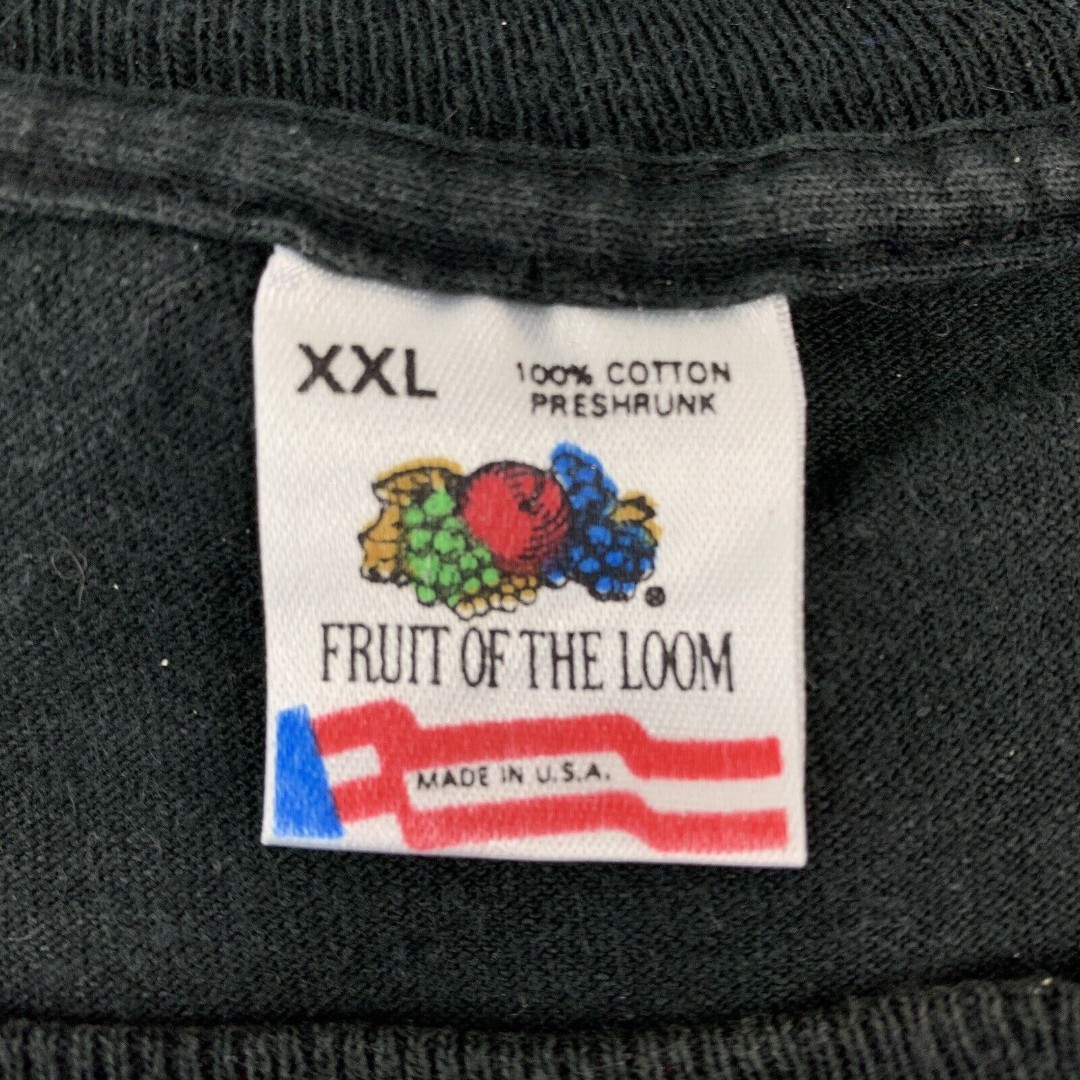 XXL
100% COTTON
PRESHRUNK
®
FRUIT OF THE LOOM
MADE IN U.S.A.